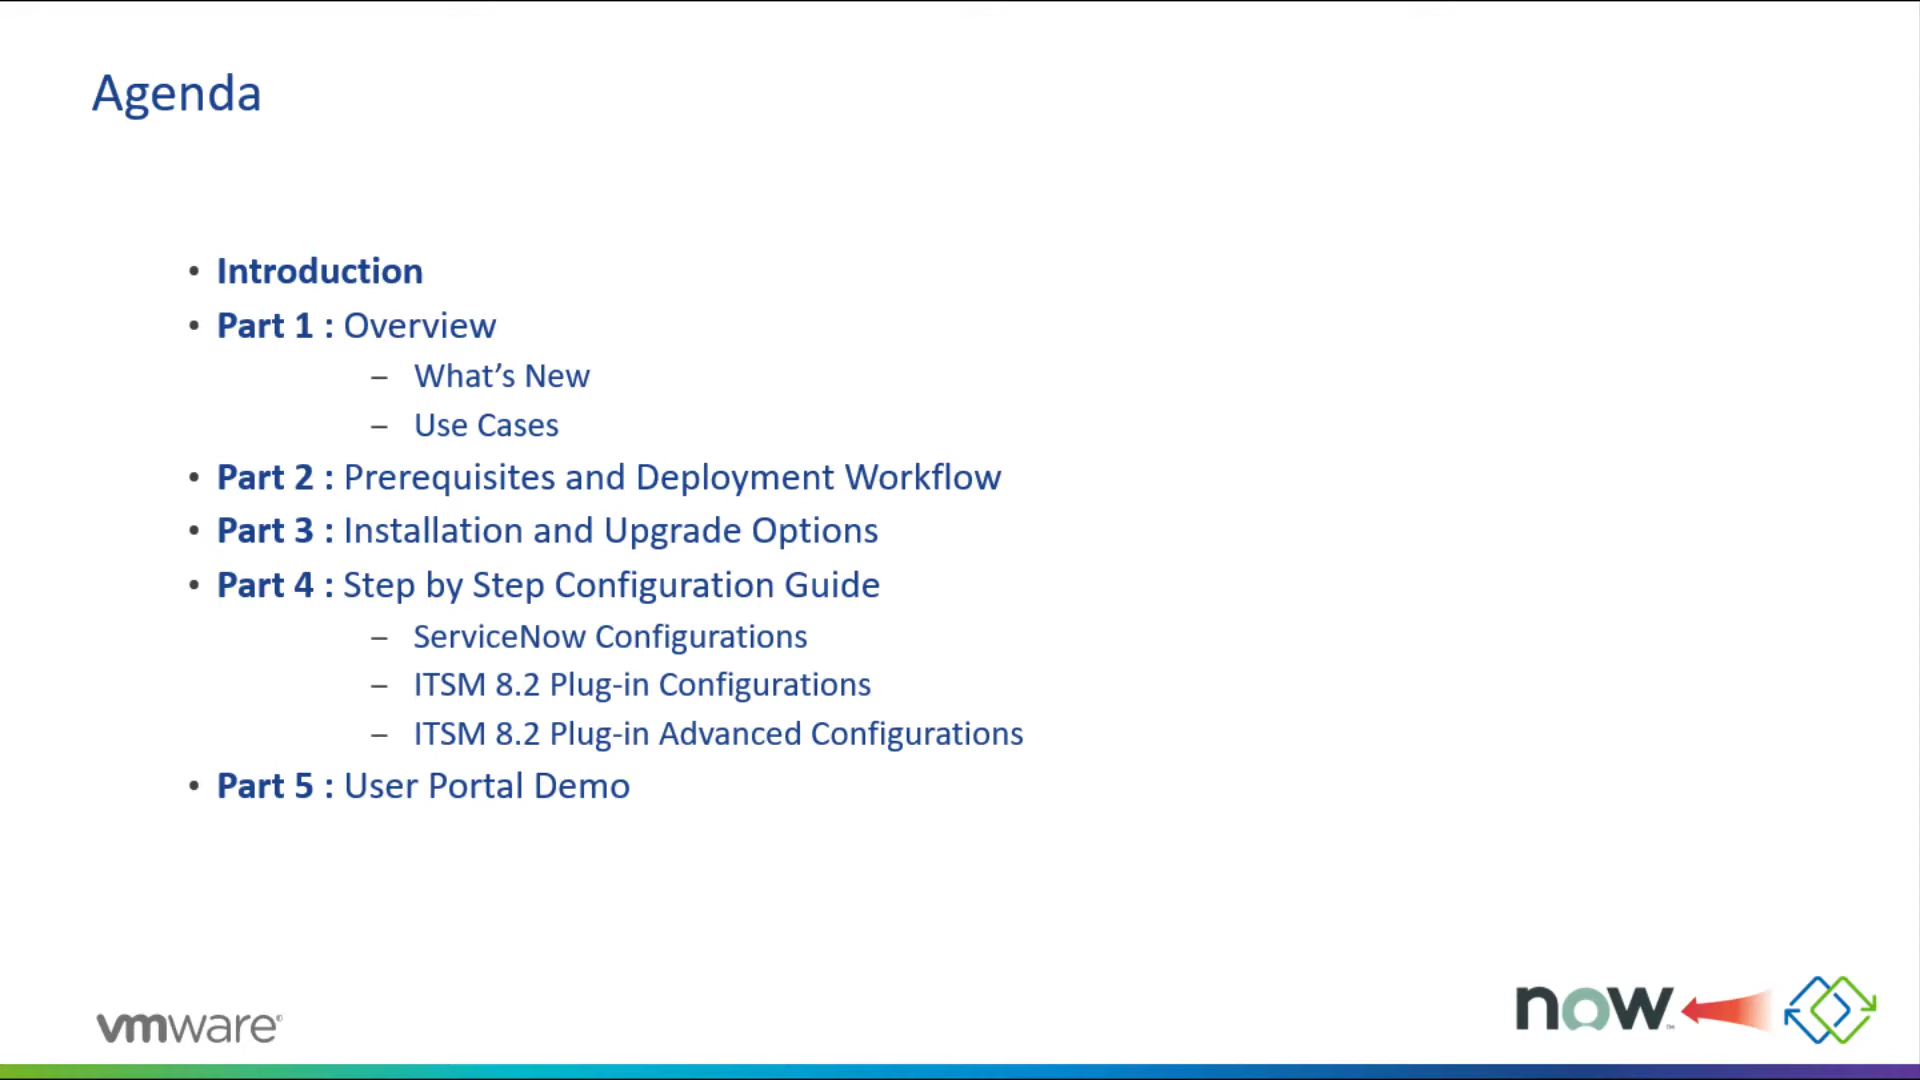 Agenda
• Introduction
• Part 1 : Overview
– What’s New
– Use Cases
• Part 2 : Prerequisites and Deployment Workflow
• Part 3 : Installation and Upgrade Options
• Part 4 : Step by Step Configuration Guide
– ServiceNow Configurations
– ITSM 8.2 Plug-in Configurations
– ITSM 8.2 Plug-in Advanced Configurations
• Part 5 : User Portal Demo
vmware®
now™